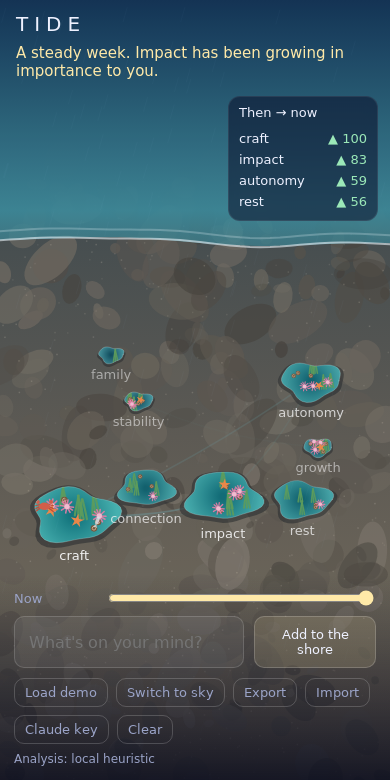 TIDE
A steady week. Impact has been growing in
importance to you.
Then → now
craft ▲ 100
impact ▲ 83
autonomy ▲ 59
rest ▲ 56
family
stability
autonomy
growth
connection
impact
rest
craft
Now
What's on your mind?
Add to the
shore
Load demo
Switch to sky
Export
Import
Claude key
Clear
Analysis: local heuristic